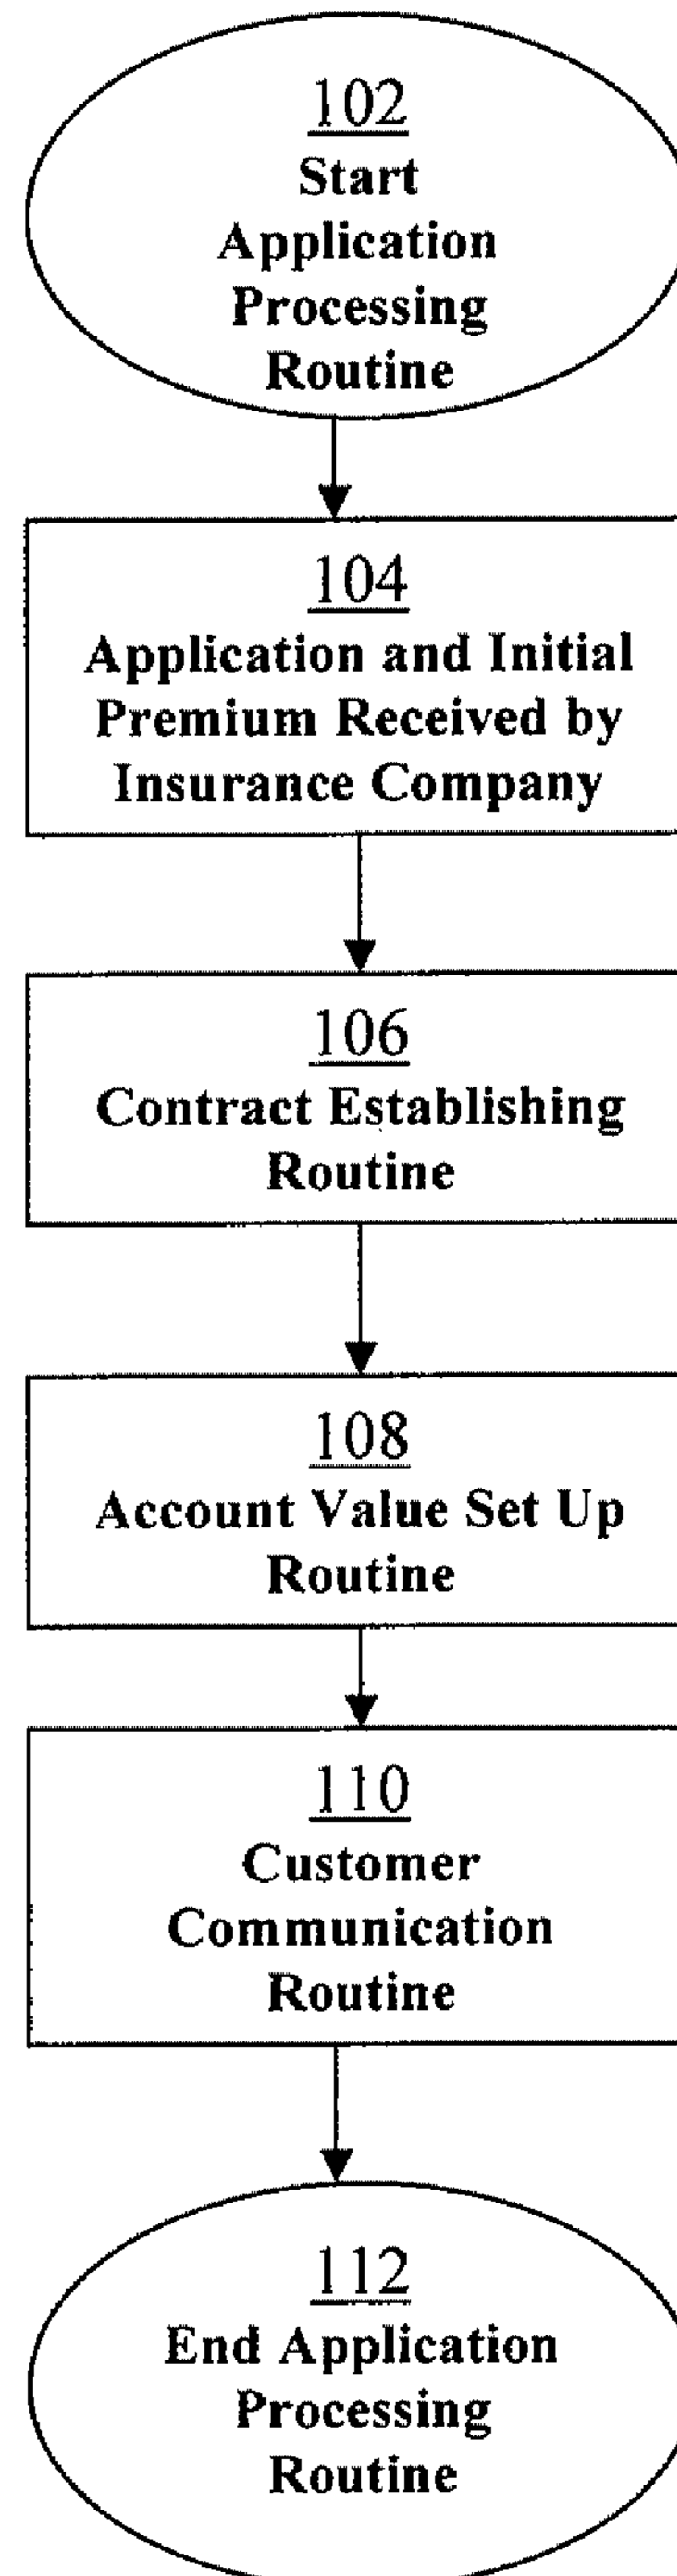 102
Start
Application
Processing
Routine
104
Application and Initial
Premium Received by
Insurance Company
106
Contract Establishing
Routine
108
Account Value Set Up
Routine
110
Customer
Communication
Routine
112
End Application
Processing
Routine